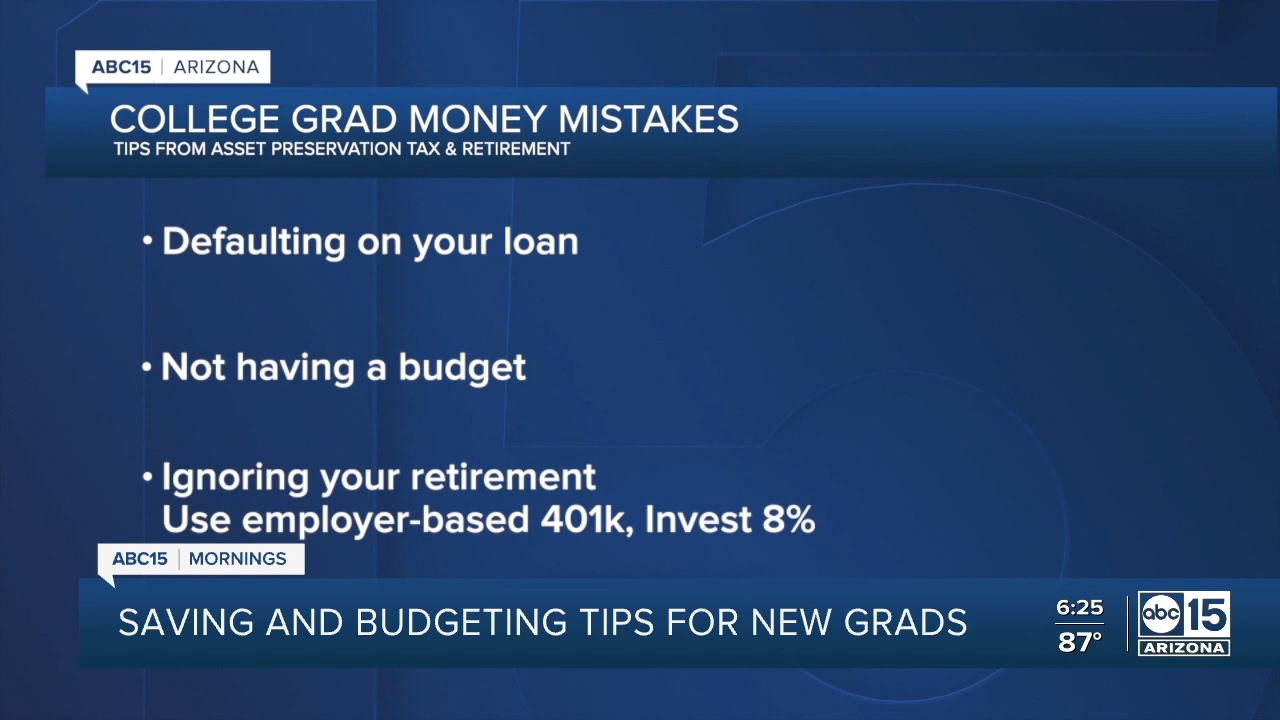 ABC15 | ARIZONA
COLLEGE GRAD MONEY MISTAKES
TIPS FROM ASSET PRESERVATION TAX & RETIREMENT
• Defaulting on your loan
• Not having a budget
• Ignoring your retirement
Use employer-based 401k, Invest 8%
ABC15 | MORNINGS
SAVING AND BUDGETING TIPS FOR NEW GRADS
6:25
87°
abc 15
ARIZONA